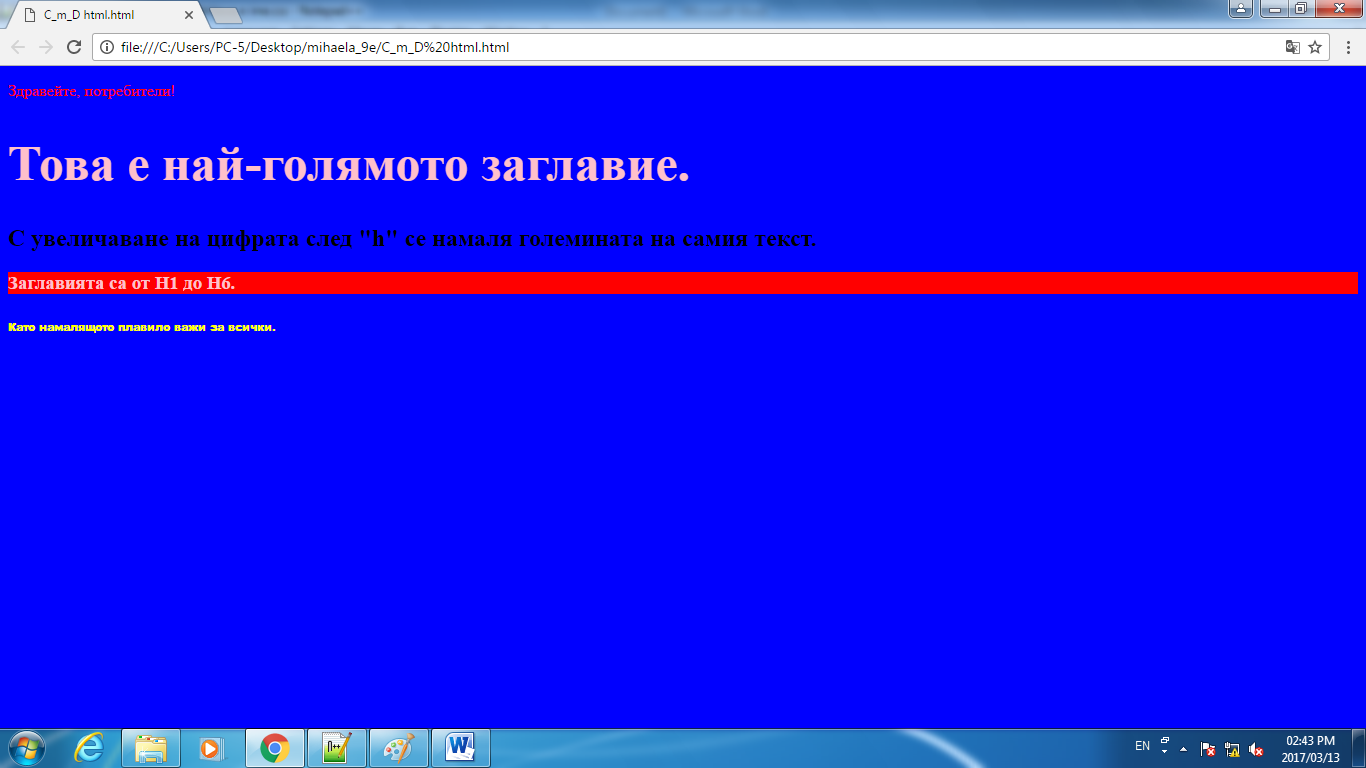 C_m_D html.html
file:///C:/Users/PC-5/Desktop/mihaela_9e/C_m_D%20html.html
Здравейте, потребители!
Това е най-голямото заглавие.
С увеличаване на цифрата след "h" се намаля големината на самия текст.
Заглавията са от H1 до H6.
Като намалящото плавило важи за всички.
EN
02:43 PM
2017/03/13